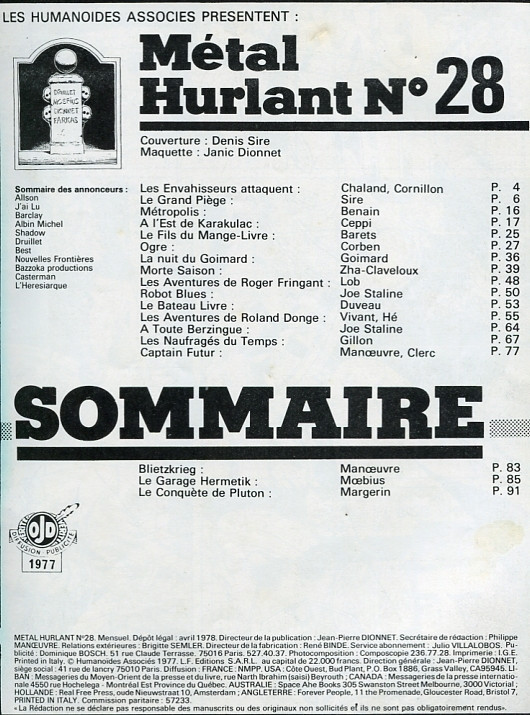 LES HUMANOIDES ASSOCIES PRESENTENT :
Métal
Hurlant N° 28
DRUILLET
MOEBIUS
DIONNET
FARKAS
Couverture : Denis Sire
Maquette : Janic Dionnet
Sommaire des annonceurs :
Allson
J'ai Lu
Barclay
Albin Michel
Shadow
Druillet
Best
Nouvelles Frontières
Bazzoka productions
Casterman
L'Heresiarque
Les Envahisseurs attaquent : Chaland, Cornillon P. 4
Le Grand Piège : Sire P. 6
Métropolis : Benain P. 16
A l'Est de Karakulac : Ceppi P. 17
Le Fils du Mange-Livre : Barets P. 25
Ogre : Corben P. 27
La nuit du Goimard : Goimard P. 36
Morte Saison : Zha-Claveloux P. 39
Les Aventures de Roger Fringant : Lob P. 48
Robot Blues : Joe Staline P. 50
Le Bateau Livre : Duveau P. 53
Les Aventures de Roland Donge : Vivant, Hé P. 55
A Toute Berzingue : Joe Staline P. 64
Les Naufragés du Temps : Gillon P. 67
Captain Futur : Manœuvre, Clerc P. 77
SOMMAIRE
Blietzkrieg : Manœuvre P. 83
Le Garage Hermetik : Mœbius P. 85
Le Conquète de Pluton : Margerin P. 91
OJD
DIFFUSION PUBLICITÉ
1977
METAL HURLANT N°28. Mensuel. Dépôt légal : avril 1978. Directeur de la publication : Jean-Pierre DIONNET. Secrétaire de rédaction : Philippe
MANŒUVRE. Relations extérieures : Brigitte SEMLER. Directeur de la fabrication : René BINDE. Service abonnement : Julio VILLALOBOS. Pu-
blicité : Dominique BOSCH. 51 rue Claude Terrasse. 75016 Paris. 527.40.37. Photocomposition : Composcopie 236.77.28. Imprimerie : I.G.E.
Printed in Italy. © Humanoides Associés 1977. L.F. Editions S.A.R.L. au capital de 22.000 francs. Direction générale : Jean-Pierre DIONNET,
siège social : 41 rue de lancry 75010 Paris. Diffusion : FRANCE : NMPP. USA : Côte Ouest, Bud Plant, P.O. Box 1886, Grass Valley, CA95945. LI-
BAN : Messageries du Moyen-Orient de la presse et du livre, rue Narth Ibrahim (saisi) Beyrouth ; CANADA : Messageries de la presse internatio-
nale 4550 rue Hochelega - Montréal Est Province du Québec. AUSTRALIE : Space Ahe Books 305 Swanston Street Melbourne, 3000 Victorial ;
HOLLANDE : Real Free Press, oude Nieuwstraat 10, Amsterdam ; ANGLETERRE : Forever People, 11 the Promenade, Gloucester Road, Bristol 7,
PRINTED IN ITALY. Commission paritaire : 57233.
«La Rédaction ne se déclare pas responsable des manuscrits ou des originaux non sollicités et ils ne sont pas obligatoirement rendus».